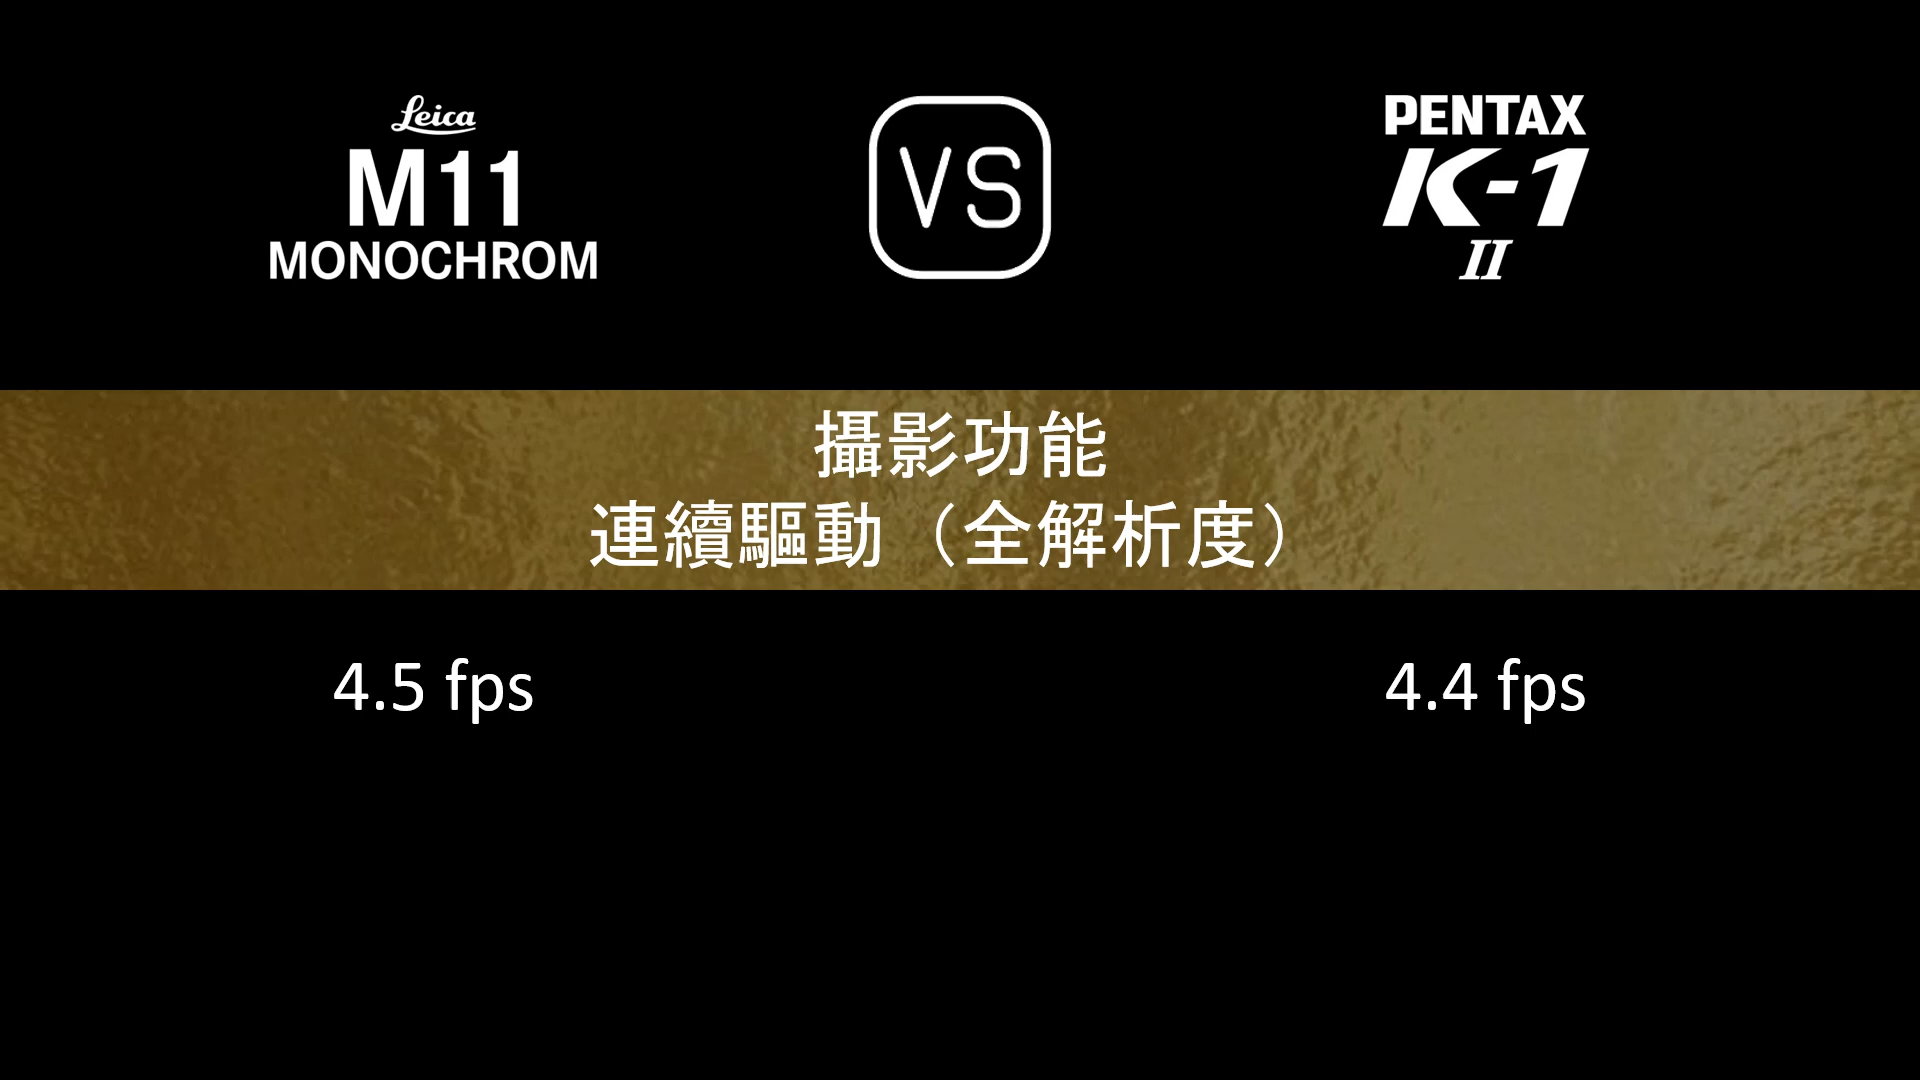 Leica
M11
MONOCHROM
VS
PENTAX
K-1
II
攝影功能
連續驅動（全解析度）
4.5 fps
4.4 fps